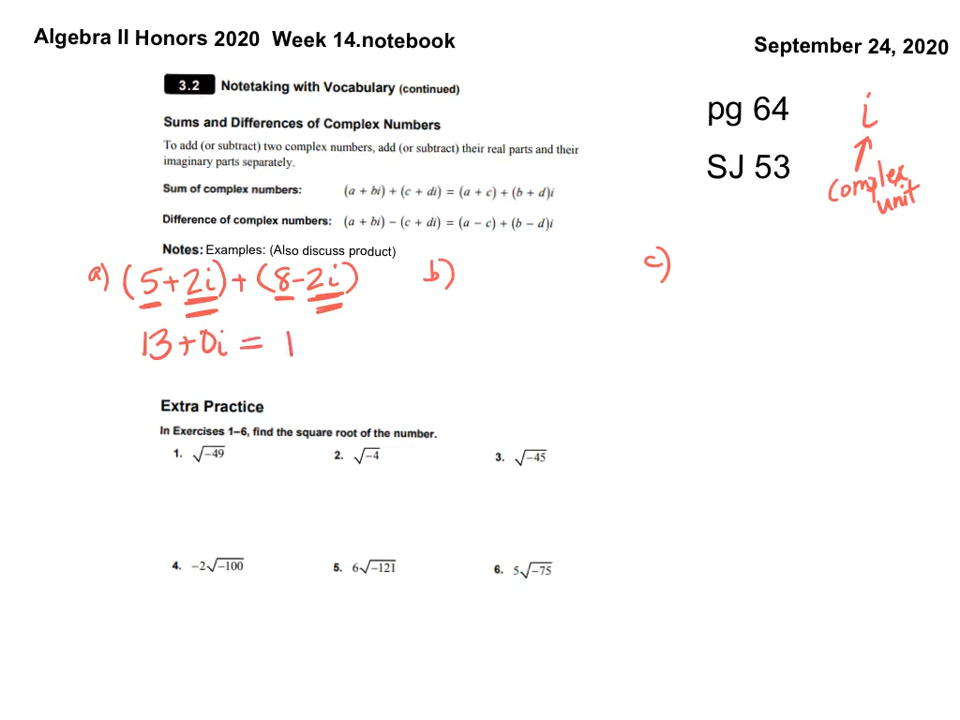 Algebra II Honors 2020 Week 14.notebook
September 24, 2020
3.2 Notetaking with Vocabulary (continued)
pg 64
i
Sums and Differences of Complex Numbers
To add (or subtract) two complex numbers, add (or subtract) their real parts and their
imaginary parts separately.
SJ 53
complex
unit
Sum of complex numbers: (a + bi) + (c + di) = (a + c) + (b + d)i
Difference of complex numbers: (a + bi) − (c + di) = (a − c) + (b − d)i
Notes: Examples: (Also discuss product)
a) (5+2i)+(8-2i) b) c)
13+0i = 1
Extra Practice
In Exercises 1–6, find the square root of the number.
1. √−49 2. √−4 3. √−45
4. −2√−100 5. 6√−121 6. 5√−75